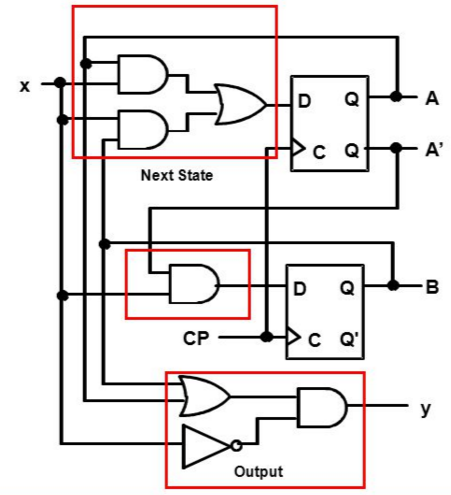 x
D Q A
C Q A’
Next State
D Q B
CP C Q'
y
Output